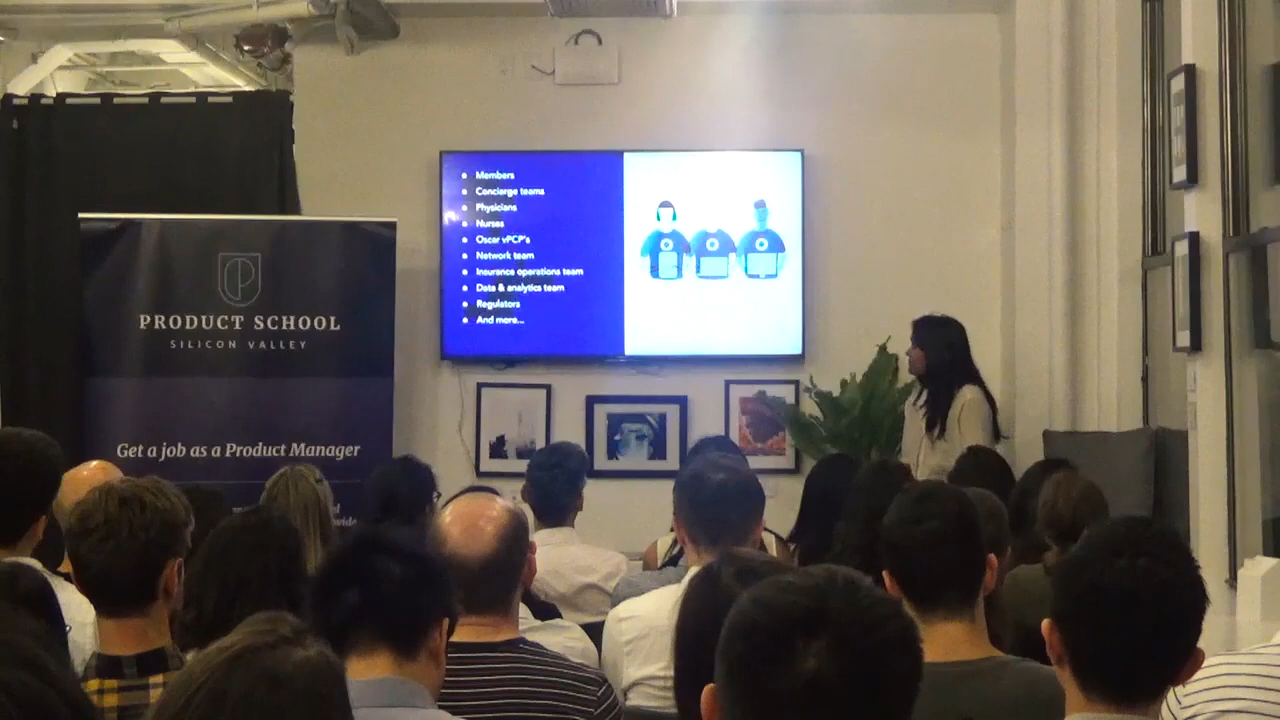 Members
Concierge teams
Physicians
Nurses
Oscar vPCP's
Network team
Insurance operations team
Data & analytics team
Regulators
And more...
PRODUCT SCHOOL
SILICON VALLEY
Get a job as a Product Manager